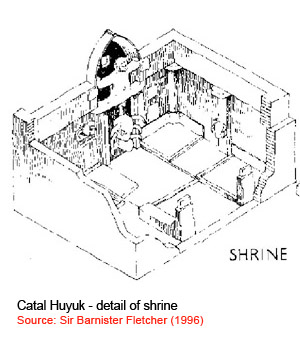 SHRINE
Catal Huyuk - detail of shrine
Source: Sir Barnister Fletcher (1996)